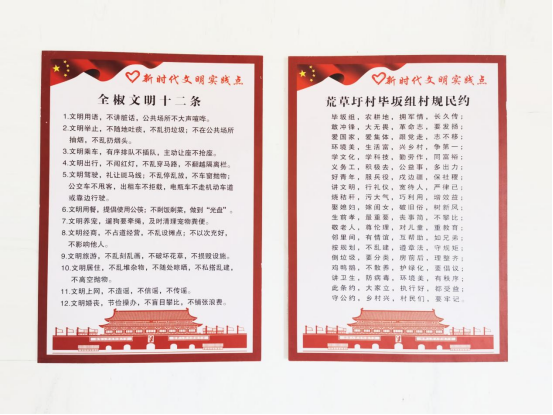 新时代文明实践点
全椒文明十二条
1.文明用语，不讲脏话，公共场所不大声喧哗。
2.文明举止，不随地吐痰，不乱扔垃圾；不在公共场所
抽烟，不乱扔烟头。
3.文明乘车，有序排队不插队，主动让座不抢座。
4.文明出行，不闯红灯，不乱穿马路，不翻越隔离栏。
5.文明驾驶，礼让斑马线；不乱停乱放，不车窗抛物；
公交车不甩客，出租车不拒载，电瓶车不走机动车道
或靠边行驶。
6.文明用餐，提倡使用公筷；不剩饭剩菜，做到“光盘”。
7.文明养宠，遛狗要牵绳，及时清理宠物粪便。
8.文明经商，不占道经营，不乱设摊点；不以次充好，
不影响他人。
9.文明旅游，不乱刻乱画，不破坏花草，不损毁设施。
10.文明居住，不乱堆杂物，不随处晾晒，不私搭乱建，
不高空抛物。
11.文明上网，不造谣，不信谣，不传谣。
12.文明婚丧，节俭操办，不盲目攀比，不铺张浪费。
新时代文明实践点
荒草圩村毕坂组村规民约
毕坂组，农耕地，拥军情，长久传；
敢冲锋，大无畏，革命志，要发扬；
爱国家，爱集体，跟党走，志不移；
环境美，生活富，兴乡村，争第一；
学文化，学科技，勤劳作，同富裕；
义务工，积极去，公益事，多出力；
好青年，服兵役，戍边疆，保社稷；
讲文明，行礼仪，宽待人，严律已；
烧秸秆，污大气，巧利用，增效益；
娶媳妇，嫁闺女，破旧俗，树新风；
生前孝，最重要，丧事简，不攀比；
敬老人，尊伦理，对儿童，重教育；
邻里间，有情谊，互帮助，如兄弟；
按规划，不乱建，遵章法，守规矩；
倒垃圾，要分类，房前后，理整齐；
鸡鸭鹅，不散养，护绿化，要倡议；
讲卫生，防病毒，环境美，有秩序；
此条约，大家立，执行好，都受益；
守公约，乡村兴，村民们，要牢记。